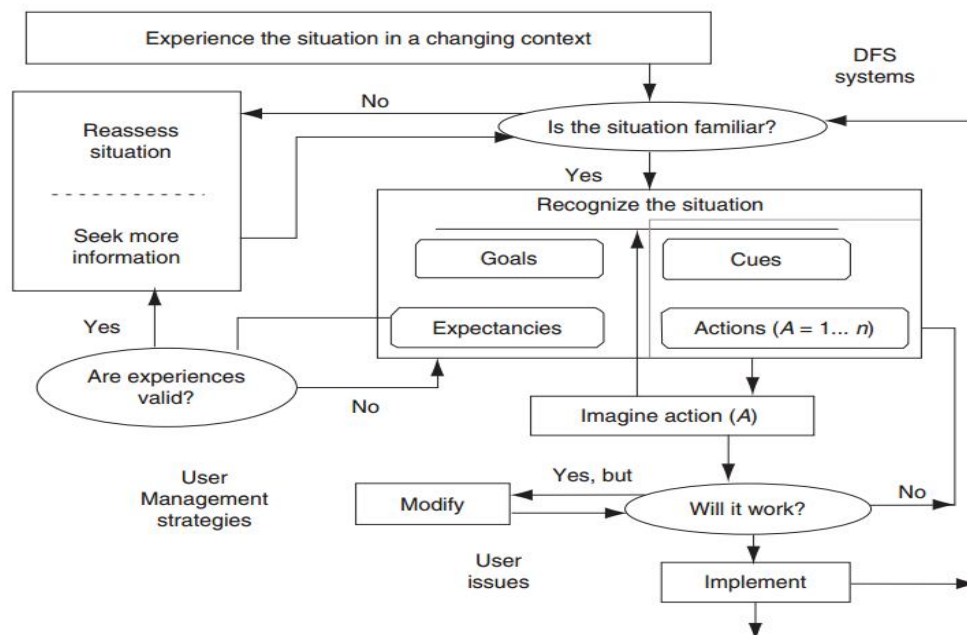 Experience the situation in a changing context
DFS
systems
No
Reassess
situation
Is the situation familiar?
Yes
Recognize the situation
Seek more
information
Goals
Cues
Yes
Expectancies
Actions (A = 1... n)
Are experiences
valid?
No
Imagine action (A)
User
Management
strategies
Yes, but
No
Modify
Will it work?
User
issues
Implement